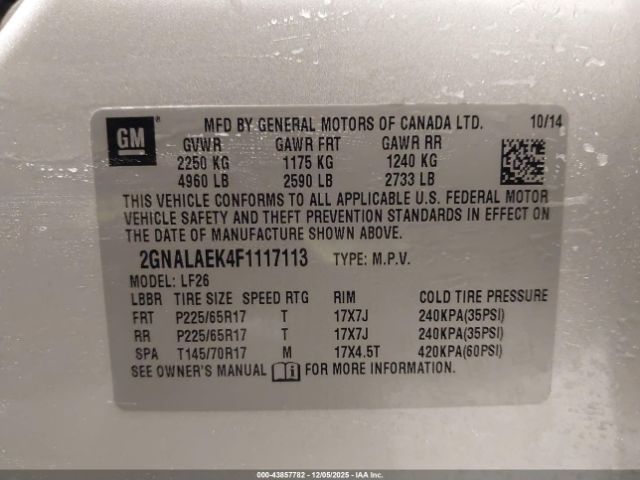 GM ® MFD BY GENERAL MOTORS OF CANADA LTD. 10/14
GVWR GAWR FRT GAWR RR
2250 KG 1175 KG 1240 KG
4960 LB 2590 LB 2733 LB
THIS VEHICLE CONFORMS TO ALL APPLICABLE U.S. FEDERAL MOTOR
VEHICLE SAFETY AND THEFT PREVENTION STANDARDS IN EFFECT ON
THE DATE OF MANUFACTURE SHOWN ABOVE.
2GNALAEK4F1117113 TYPE: M.P.V.
MODEL: LF26
LBBR TIRE SIZE SPEED RTG RIM COLD TIRE PRESSURE
FRT P225/65R17 T 17X7J 240KPA(35PSI)
RR P225/65R17 T 17X7J 240KPA(35PSI)
SPA T145/70R17 M 17X4.5T 420KPA(60PSI)
SEE OWNER'S MANUAL i FOR MORE INFORMATION.
000-43857782 - 12/05/2025 - IAAI.com